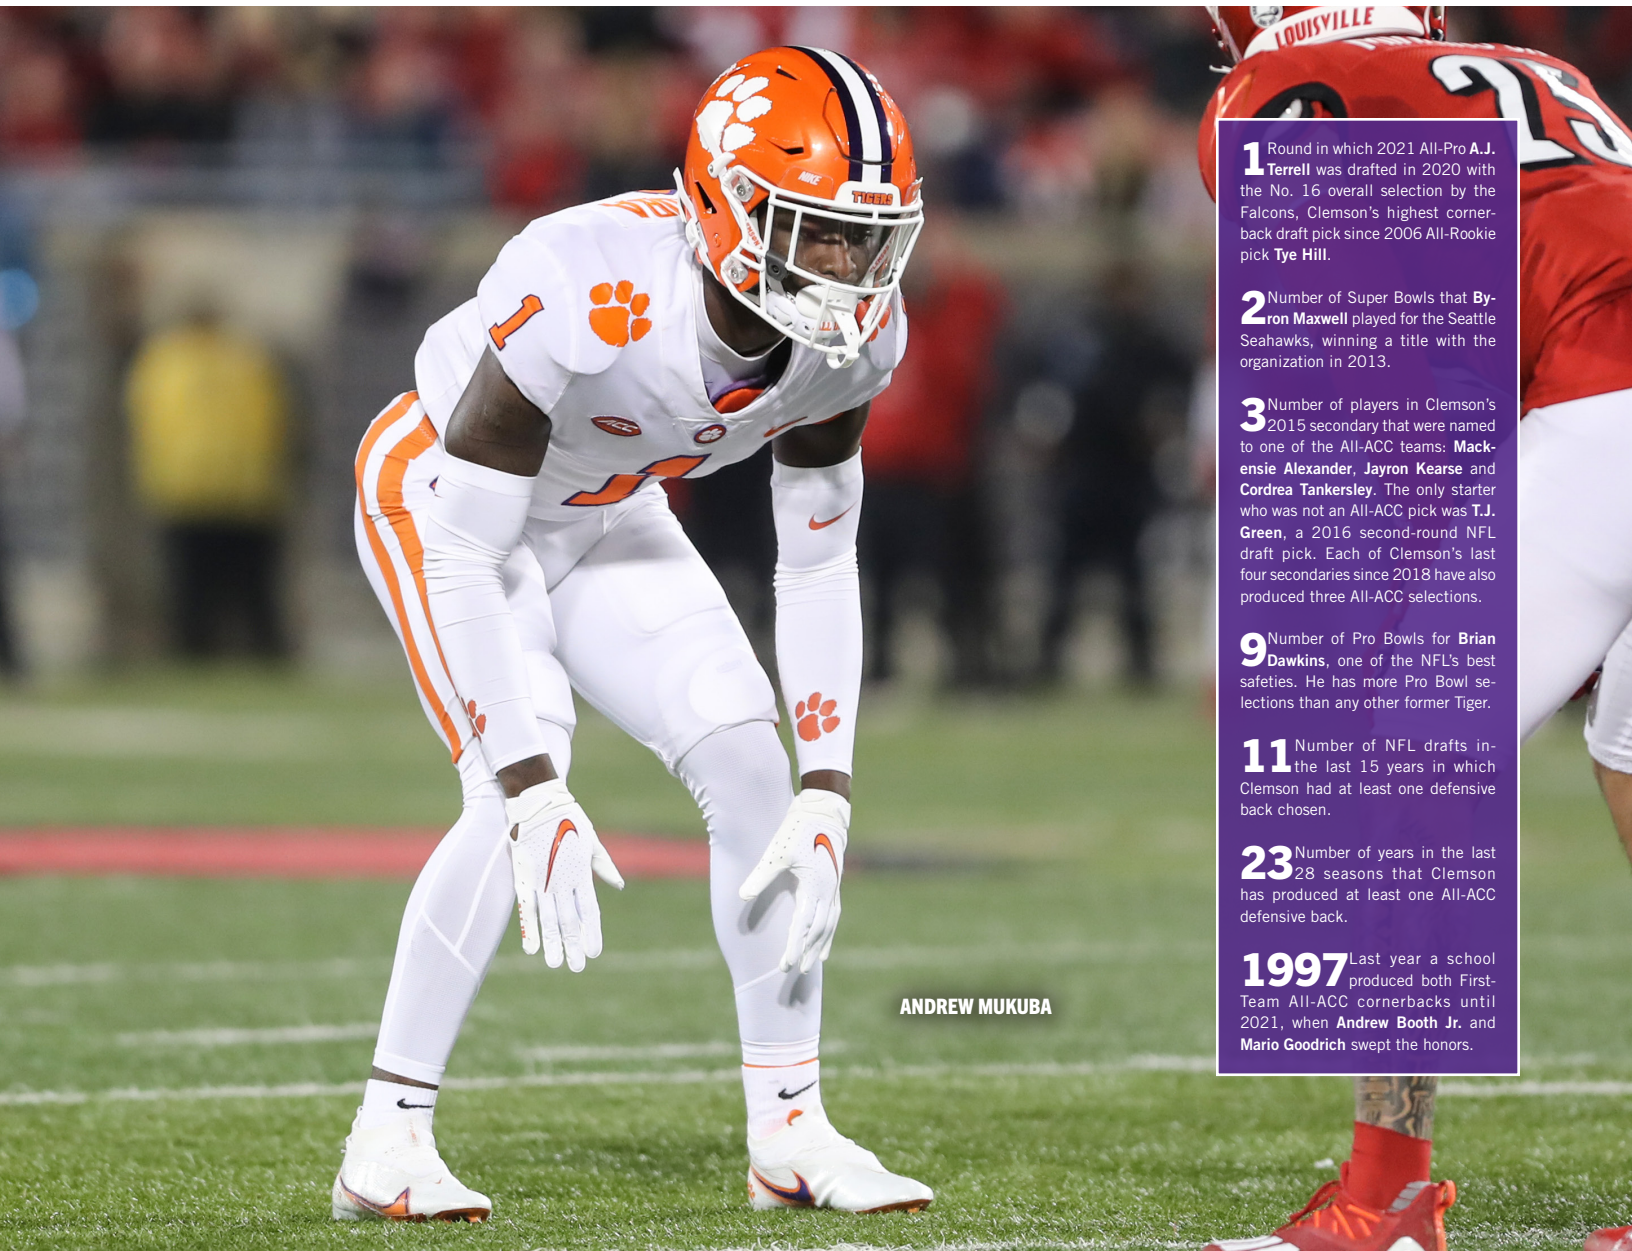 LOUISVILLE
25
NIKE
TIGERS
1
ACC
1
1 Round in which 2021 All-Pro A.J.
Terrell was drafted in 2020 with
the No. 16 overall selection by the
Falcons, Clemson’s highest corner-
back draft pick since 2006 All-Rookie
pick Tye Hill.
2 Number of Super Bowls that By-
ron Maxwell played for the Seattle
Seahawks, winning a title with the
organization in 2013.
3 Number of players in Clemson’s
2015 secondary that were named
to one of the All-ACC teams: Mack-
ensie Alexander, Jayron Kearse and
Cordrea Tankersley. The only starter
who was not an All-ACC pick was T.J.
Green, a 2016 second-round NFL
draft pick. Each of Clemson’s last
four secondaries since 2018 have also
produced three All-ACC selections.
9 Number of Pro Bowls for Brian
Dawkins, one of the NFL’s best
safeties. He has more Pro Bowl se-
lections than any other former Tiger.
11 Number of NFL drafts in-
the last 15 years in which
Clemson had at least one defensive
back chosen.
23 Number of years in the last
28 seasons that Clemson
has produced at least one All-ACC
defensive back.
1997 Last year a school
produced both First-
Team All-ACC cornerbacks until
2021, when Andrew Booth Jr. and
Mario Goodrich swept the honors.
ANDREW MUKUBA